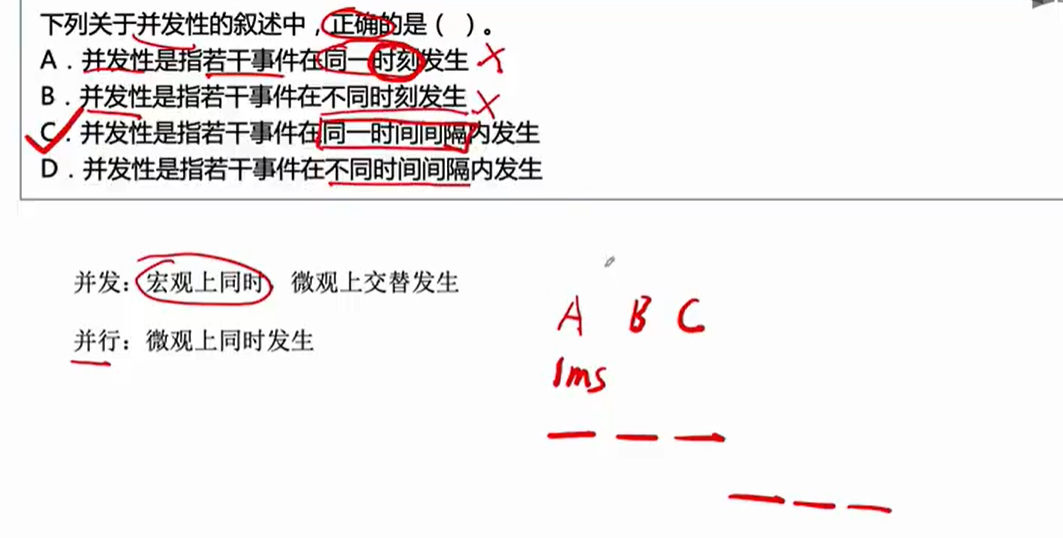 下列关于并发性的叙述中，正确的是（ ）。
A．并发性是指若干事件在同一时刻发生
B．并发性是指若干事件在不同时刻发生
C．并发性是指若干事件在同一时间间隔内发生
D．并发性是指若干事件在不同时间间隔内发生
并发：宏观上同时，微观上交替发生
并行：微观上同时发生
A B C
1ms